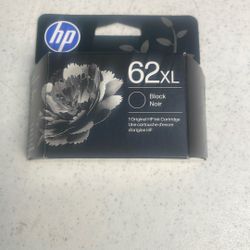 hp
62XL
Black
Noir
1 Original HP Ink Cartridge
Une cartouche d'encre
d'origine HP